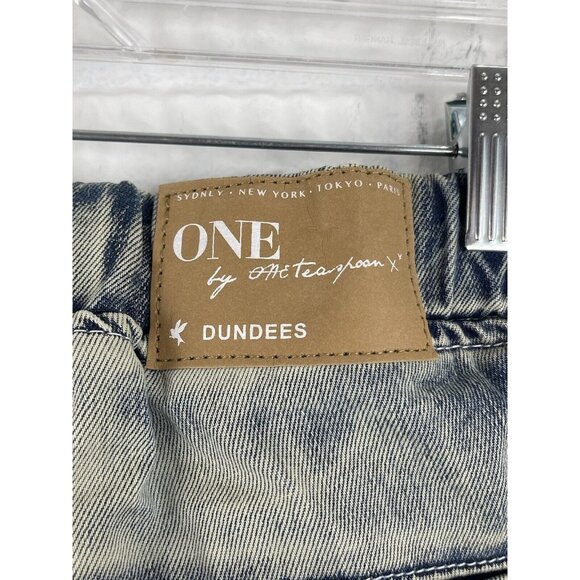 SYDNEY • NEW YORK • TOKYO • PARIS
ONE
by OneTeaspoon X
DUNDEES